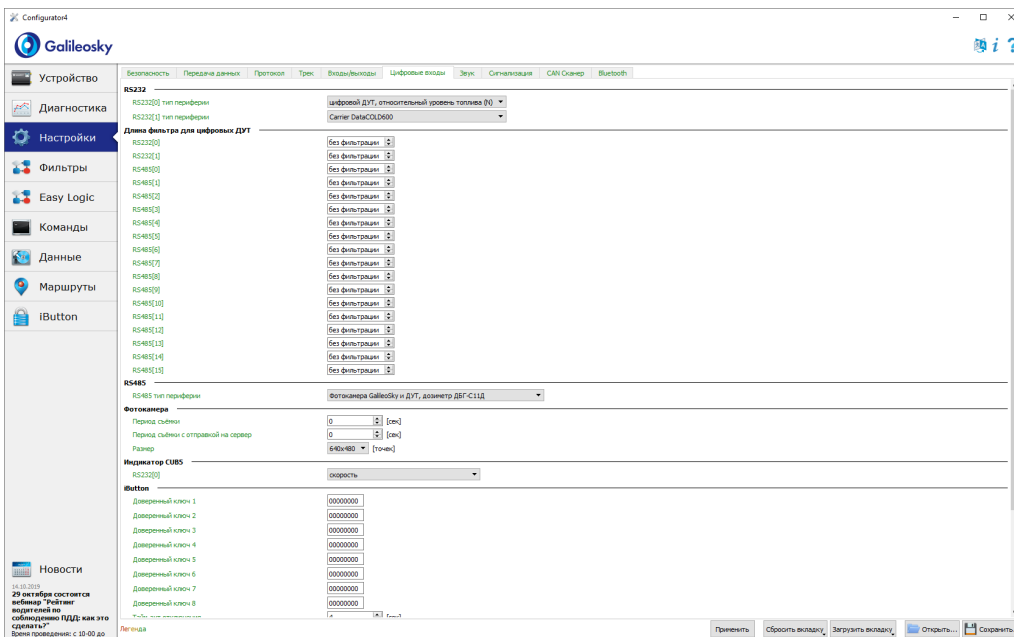 Configurator4
Galileosky
Устройство
Диагностика
Настройки
Фильтры
Easy Logic
Команды
Данные
Маршруты
iButton
Новости
14.10.2019
29 октября состоится
вебинар "Рейтинг
водителей по
соблюдению ПДД: как это
сделать?"
Время проведения: с 10-00 до
Безопасность Передача данных Протокол Трек Входы/выходы Цифровые входы Звук Сигнализация CAN Сканер Bluetooth
RS232
RS232[0] тип периферии цифровой ДУТ, относительный уровень топлива (N)
RS232[1] тип периферии Carrier DataCOLD600
Длина фильтра для цифровых ДУТ
RS232[0] без фильтрации
RS232[1] без фильтрации
RS485[0] без фильтрации
RS485[1] без фильтрации
RS485[2] без фильтрации
RS485[3] без фильтрации
RS485[4] без фильтрации
RS485[5] без фильтрации
RS485[6] без фильтрации
RS485[7] без фильтрации
RS485[8] без фильтрации
RS485[9] без фильтрации
RS485[10] без фильтрации
RS485[11] без фильтрации
RS485[12] без фильтрации
RS485[13] без фильтрации
RS485[14] без фильтрации
RS485[15] без фильтрации
RS485
RS485 тип периферии Фотокамера GalileoSky и ДУТ, дозиметр ДБГ-С11Д
Фотокамера
Период съёмки 0 [сек]
Период съёмки с отправкой на сервер 0 [сек]
Размер 640x480 [точек]
Индикатор CUB5
RS232[0] скорость
iButton
Доверенный ключ 1 00000000
Доверенный ключ 2 00000000
Доверенный ключ 3 00000000
Доверенный ключ 4 00000000
Доверенный ключ 5 00000000
Доверенный ключ 6 00000000
Доверенный ключ 7 00000000
Доверенный ключ 8 00000000
Легенда Применить Сбросить вкладку Загрузить вкладку Открыть... Сохранить